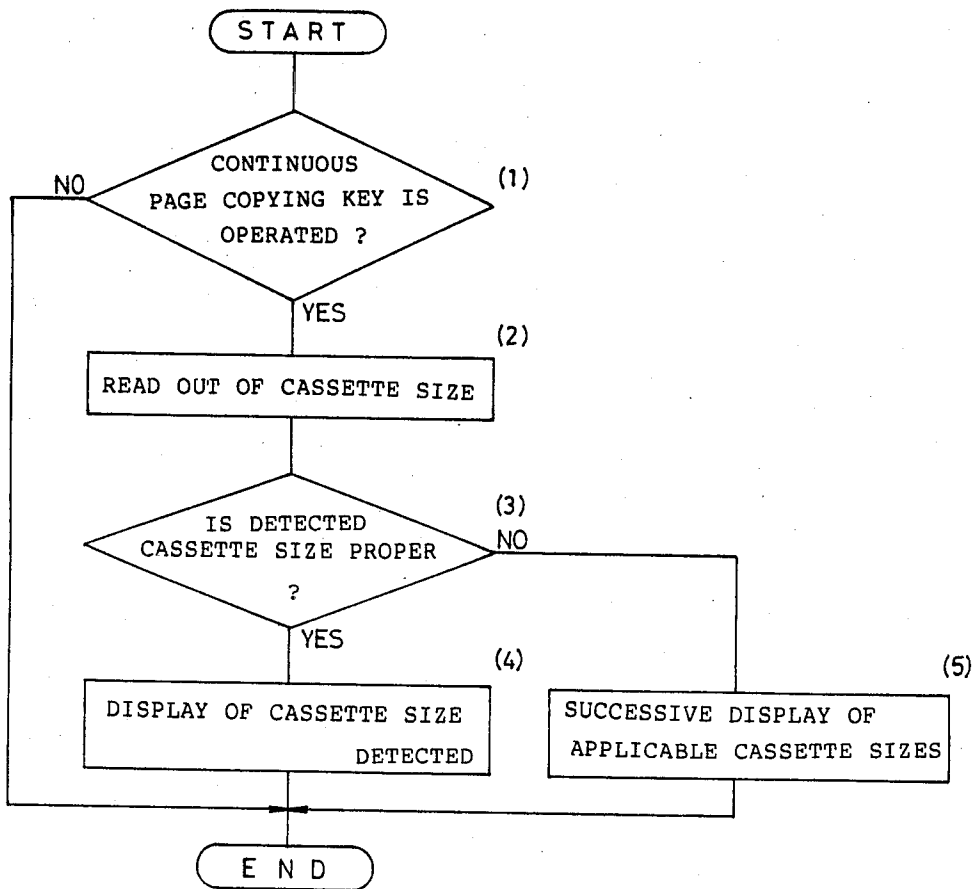 START
CONTINUOUS
PAGE COPYING KEY IS
OPERATED ?
(1)
NO
YES
(2)
READ OUT OF CASSETTE SIZE
(3)
IS DETECTED
CASSETTE SIZE PROPER
?
NO
YES
(4)
DISPLAY OF CASSETTE SIZE
DETECTED
(5)
SUCCESSIVE DISPLAY OF
APPLICABLE CASSETTE SIZES
END